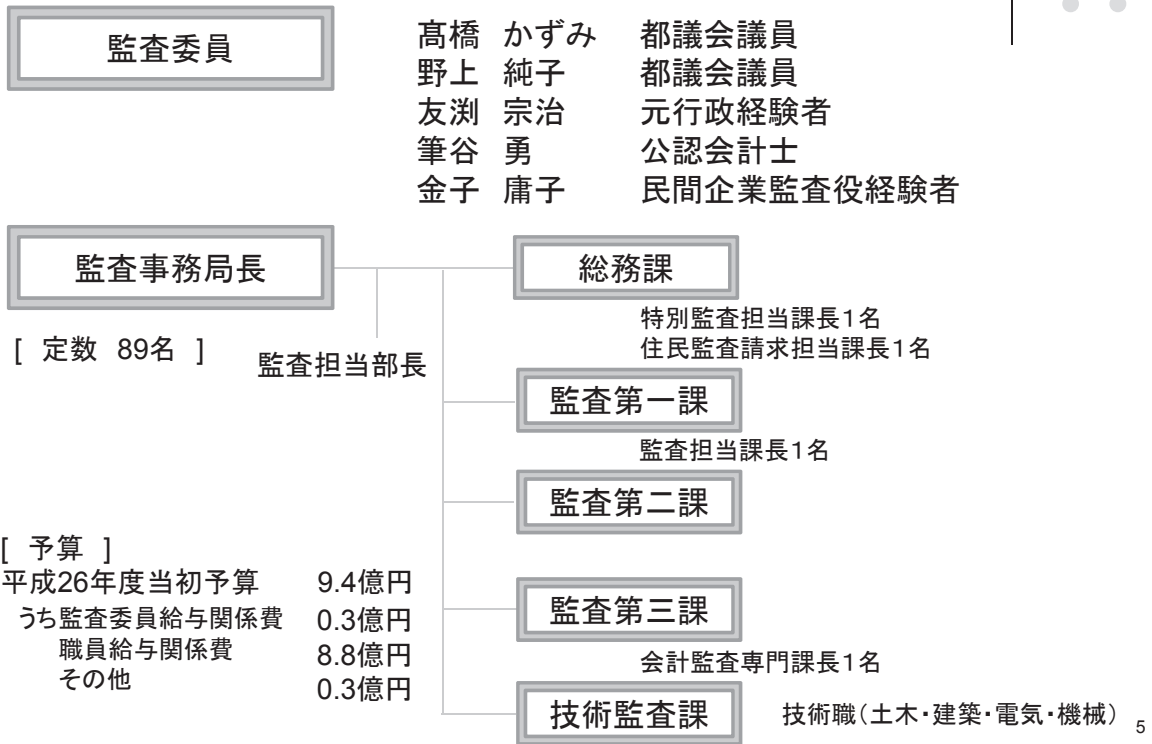 監査委員
髙橋 かずみ 都議会議員
野上 純子 都議会議員
友渕 宗治 元行政経験者
筆谷 勇 公認会計士
金子 庸子 民間企業監査役経験者
監査事務局長
[ 定数 89名 ]
監査担当部長
総務課
特別監査担当課長1名
住民監査請求担当課長1名
監査第一課
監査担当課長1名
監査第二課
監査第三課
会計監査専門課長1名
技術監査課
技術職(土木・建築・電気・機械)
[ 予算 ]
平成26年度当初予算 9.4億円
うち監査委員給与関係費 0.3億円
職員給与関係費 8.8億円
その他 0.3億円
5